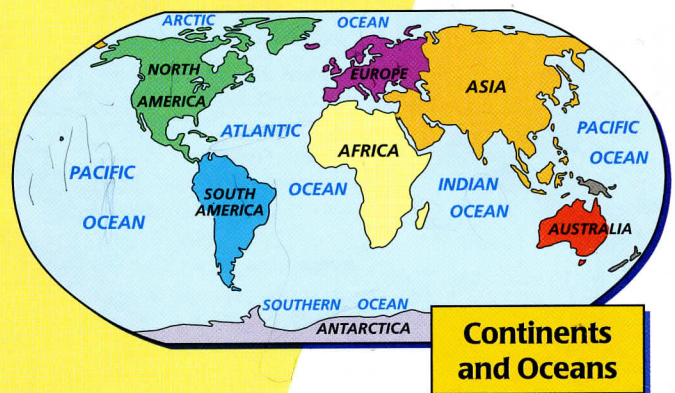 ARCTIC OCEAN
NORTH
AMERICA
EUROPE
ASIA
ATLANTIC
OCEAN
AFRICA
PACIFIC
OCEAN
PACIFIC
OCEAN
SOUTH
AMERICA
INDIAN
OCEAN
AUSTRALIA
SOUTHERN OCEAN
ANTARCTICA
Continents
and Oceans